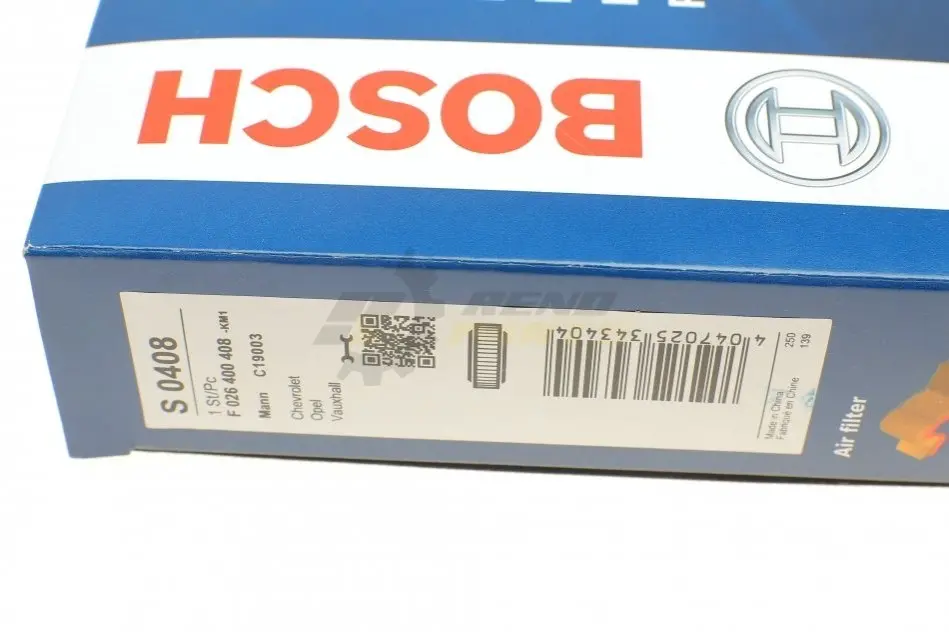 BOSCH
S 0408
1 St/Pc
F 026 400 408 -KM1
Mann C19003
Chevrolet
Opel
Vauxhall
4 047025 343404
250
139
Made in China
Fabriqué en Chine
Air filter